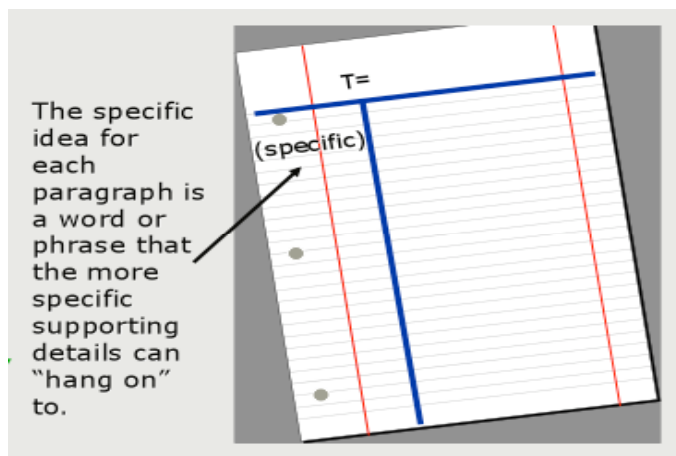 The specific
idea for
each
paragraph is
a word or
phrase that
the more
specific
supporting
details can
“hang on”
to.
T=
(specific)